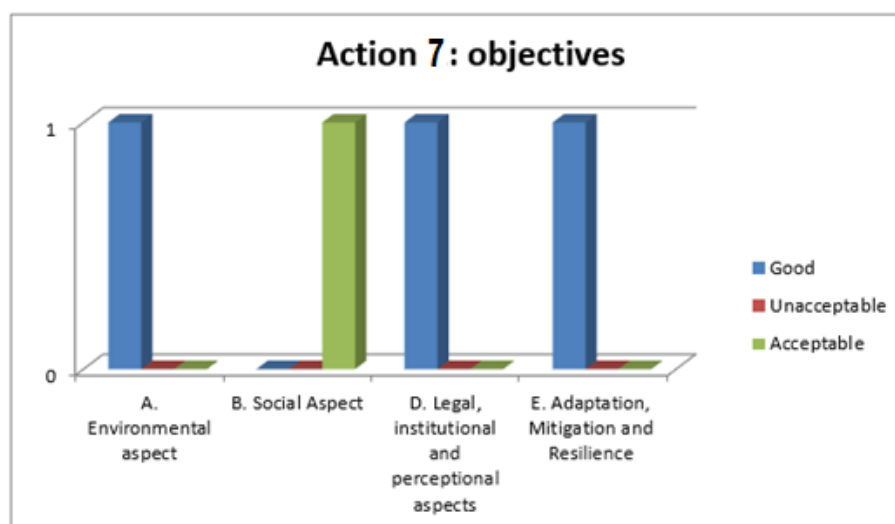 Action 7: objectives
1
0
A.
Environmental
aspect
B. Social Aspect
D. Legal,
institutional
and
perceptional
aspects
E. Adaptation,
Mitigation and
Resilience
Good
Unacceptable
Acceptable